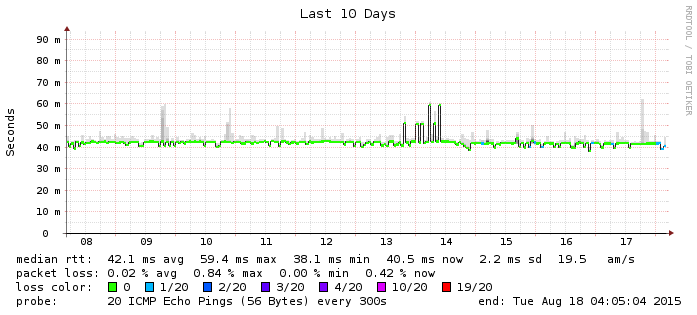 Last 10 Days
RRDTOOL / TOBI OETIKER
Seconds
90 m
80 m
70 m
60 m
50 m
40 m
30 m
20 m
10 m
0
08 09 10 11 12 13 14 15 16 17
median rtt: 42.1 ms avg 59.4 ms max 38.1 ms min 40.5 ms now 2.2 ms sd 19.5 am/s
packet loss: 0.02 % avg 0.84 % max 0.00 % min 0.42 % now
loss color: 0 1/20 2/20 3/20 4/20 10/20 19/20
probe: 20 ICMP Echo Pings (56 Bytes) every 300s end: Tue Aug 18 04:05:04 2015